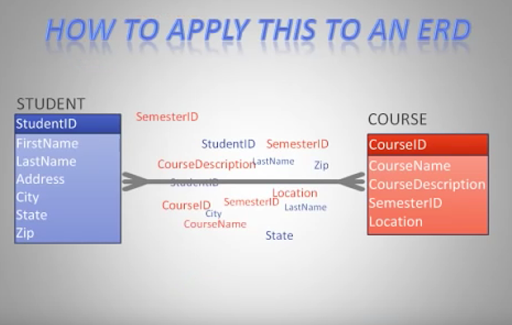 HOW TO APPLY THIS TO AN ERD
STUDENT
StudentID
FirstName
LastName
Address
City
State
Zip
SemesterID
StudentID SemesterID
CourseDescription LastName Zip
StudentID
Location
CourseID SemesterID LastName
City
CourseName
State
COURSE
CourseID
CourseName
CourseDescription
SemesterID
Location